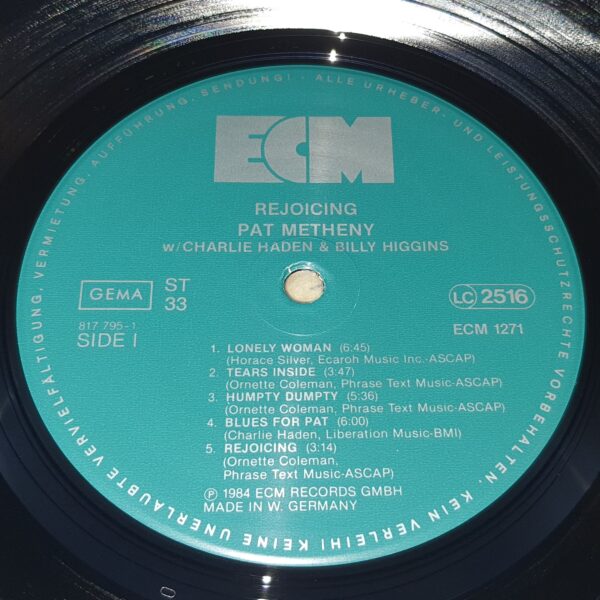 ECM
REJOICING
PAT METHENY
W/CHARLIE HADEN & BILLY HIGGINS
GEMA
ST
33
LC 2516
817 795-1
SIDE I
ECM 1271
1. LONELY WOMAN (6:45)
(Horace Silver, Ecaroh Music Inc.-ASCAP)
2. TEARS INSIDE (3:47)
(Ornette Coleman, Phrase Text Music-ASCAP)
3. HUMPTY DUMPTY (5:36)
(Ornette Coleman, Phrase Text Music-ASCAP)
4. BLUES FOR PAT (6:00)
(Charlie Haden, Liberation Music-BMI)
5. REJOICING (3:14)
(Ornette Coleman,
Phrase Text Music-ASCAP)
Ⓟ 1984 ECM RECORDS GMBH
MADE IN W. GERMANY
ALLE URHEBER- UND LEISTUNGSSCHUTZRECHTE VORBEHALTEN. KEIN VERLEIH! KEINE UNERLAUBTE VERVIELFÄLTIGUNG, VERMIETUNG, AUFFÜHRUNG, SENDUNG! ·